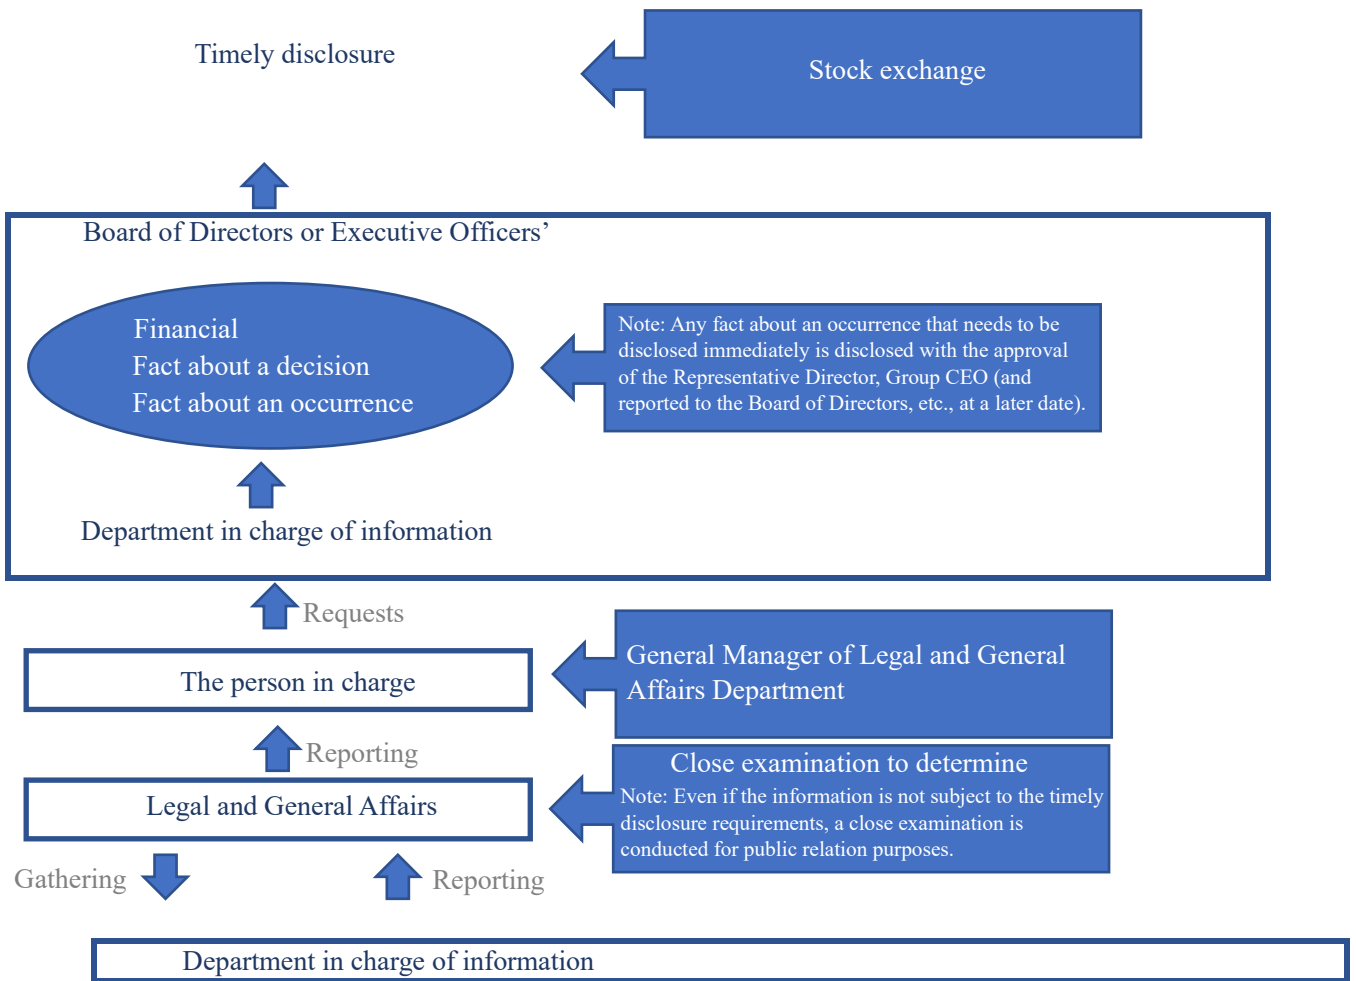 Timely disclosure
Stock exchange
Board of Directors or Executive Officers’
Financial
Fact about a decision
Fact about an occurrence
Note: Any fact about an occurrence that needs to be
disclosed immediately is disclosed with the approval
of the Representative Director, Group CEO (and
reported to the Board of Directors, etc., at a later date).
Department in charge of information
Requests
The person in charge
General Manager of Legal and General
Affairs Department
Reporting
Legal and General Affairs
Close examination to determine
Note: Even if the information is not subject to the timely
disclosure requirements, a close examination is
conducted for public relation purposes.
Gathering
Reporting
Department in charge of information